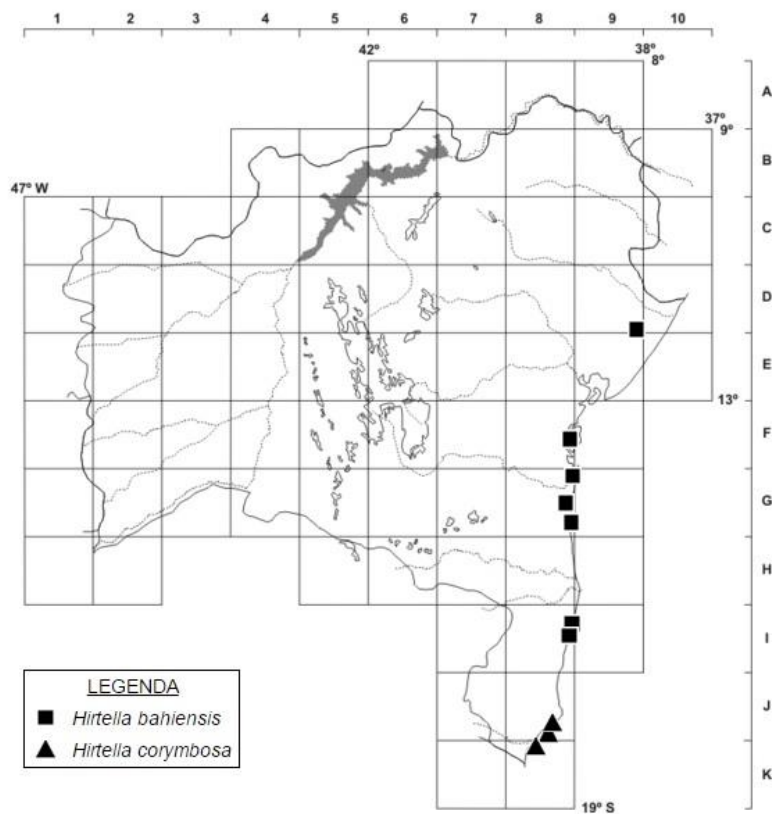 1 2 3 4 5 6 7 8 9 10
42º 38º
8º
A
37º
9º
B
47º W
C
D
E
13º
F
G
H
I
LEGENDA
Hirtella bahiensis
J
Hirtella corymbosa
K
19º S